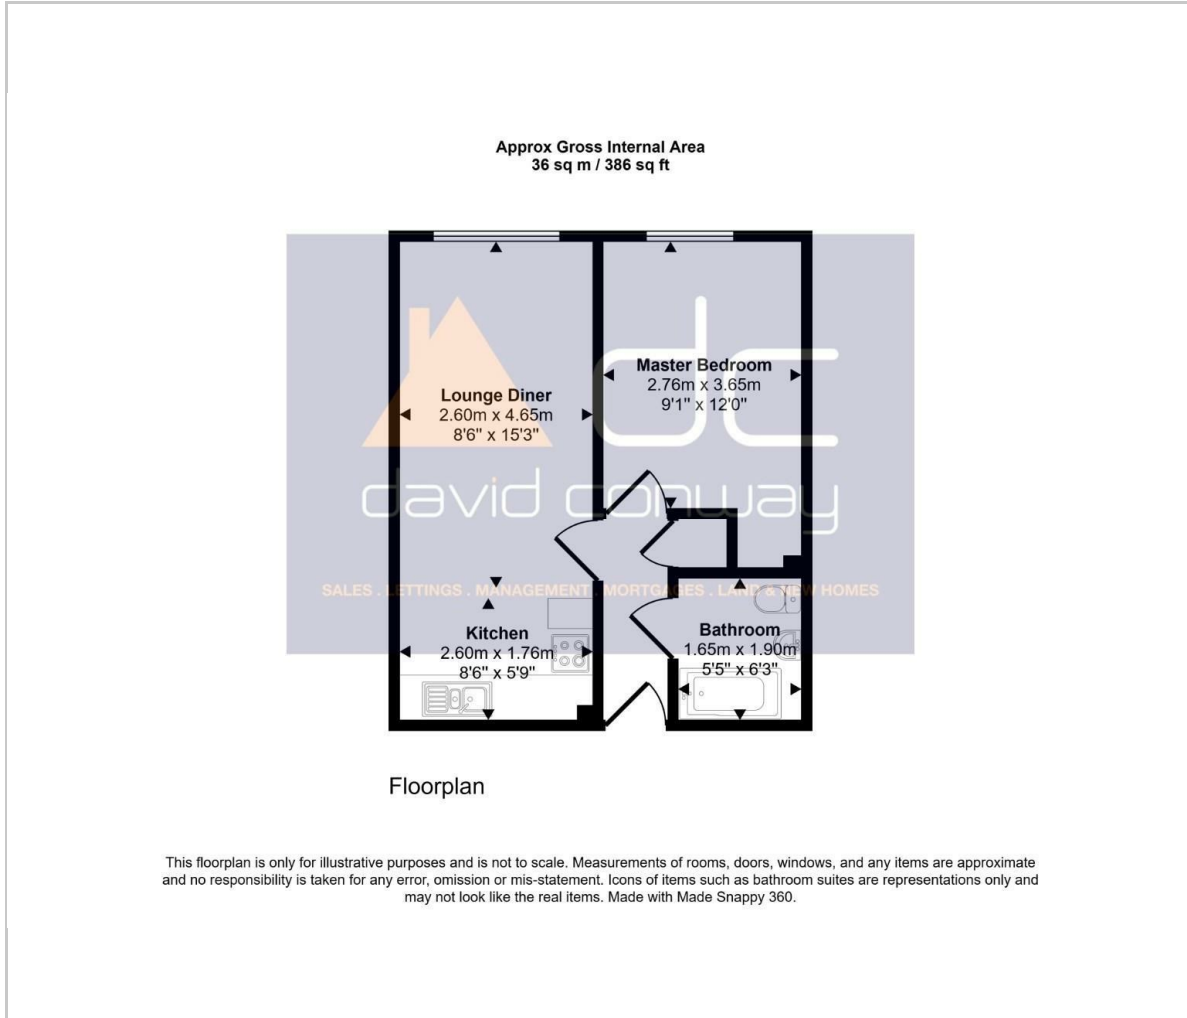 Approx Gross Internal Area
36 sq m / 386 sq ft
dc
Master Bedroom
2.76m x 3.65m
9'1" x 12'0"
Lounge Diner
2.60m x 4.65m
8'6" x 15'3"
david conway
SALES . LETTINGS . MANAGEMENT . MORTGAGES . LAND & NEW HOMES
Kitchen
2.60m x 1.76m
8'6" x 5'9"
Bathroom
1.65m x 1.90m
5'5" x 6'3"
Floorplan
This floorplan is only for illustrative purposes and is not to scale. Measurements of rooms, doors, windows, and any items are approximate
and no responsibility is taken for any error, omission or mis-statement. Icons of items such as bathroom suites are representations only and
may not look like the real items. Made with Made Snappy 360.